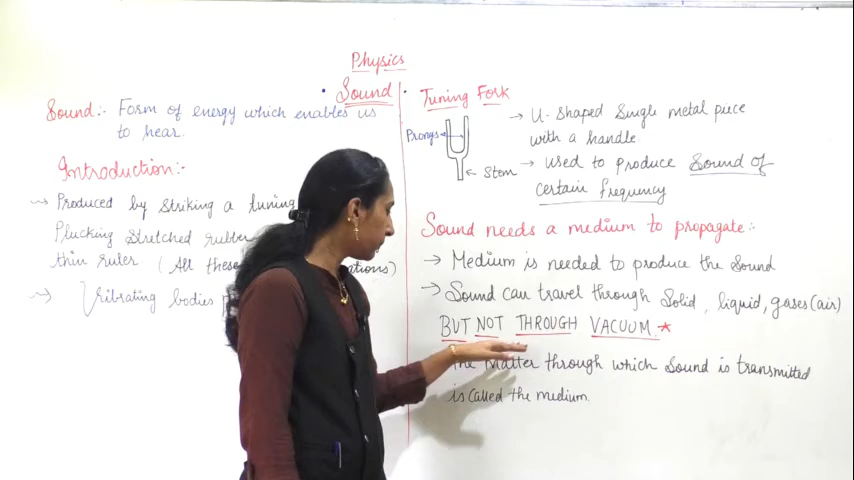 Physics
Sound
Sound:- Form of energy which enables us
to hear.
Introduction:-
Produced by striking a tuning
Plucking stretched rubber
thin ruler (All these
Vibrating bodies
Tuning Fork
Prongs
Stem
→ U-shaped single metal piece
with a handle.
→ used to produce Sound of
certain frequency
Sound needs a medium to propagate:-
→ Medium is needed to produce the Sound
→ Sound can travel through Solid, liquid, gases (air)
BUT NOT THROUGH VACUUM.*
The Matter through which Sound is transmitted
is called the medium.